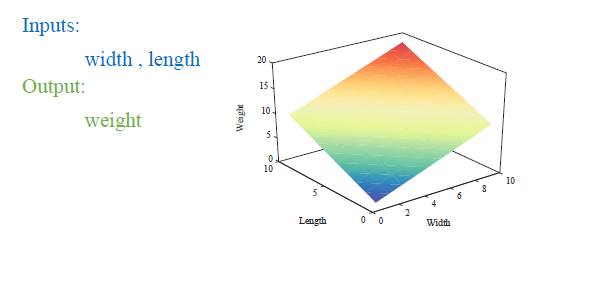 Inputs:
width , length
Output:
weight
20
15
10
5
0
Weight
10
5
0
Length
0
2
4
6
8
10
Width